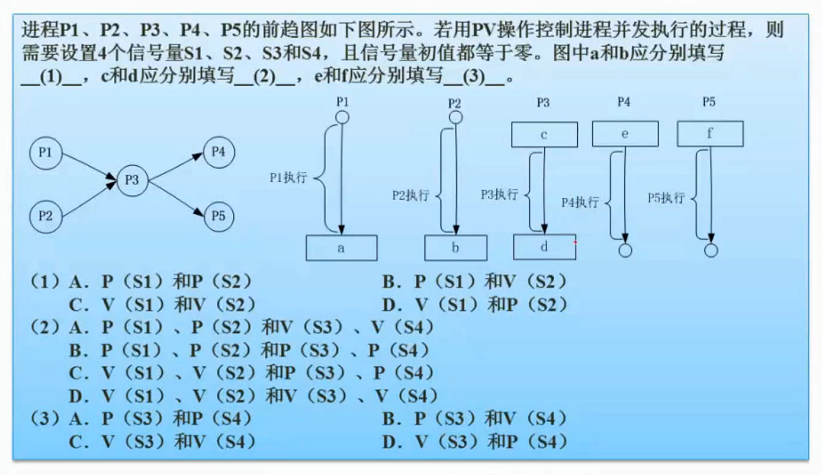 进程P1、P2、P3、P4、P5的前趋图如下图所示。若用PV操作控制进程并发执行的过程，则
需要设置4个信号量S1、S2、S3和S4，且信号量初值都等于零。图中a和b应分别填写
__(1)__，c和d应分别填写__(2)__，e和f应分别填写__(3)__。
P1 P2 P3 P4 P5
c e f
P1 P4
P3
P2 P5
P1执行 P2执行 P3执行 P4执行 P5执行
a b d
（1）A．P（S1）和P（S2） B．P（S1）和V（S2）
C．V（S1）和V（S2） D．V（S1）和P（S2）
（2）A．P（S1）、P（S2）和V（S3）、V（S4）
B．P（S1）、P（S2）和P（S3）、P（S4）
C．V（S1）、V（S2）和P（S3）、P（S4）
D．V（S1）、V（S2）和V（S3）、V（S4）
（3）A．P（S3）和P（S4） B．P（S3）和V（S4）
C．V（S3）和V（S4） D．V（S3）和P（S4）